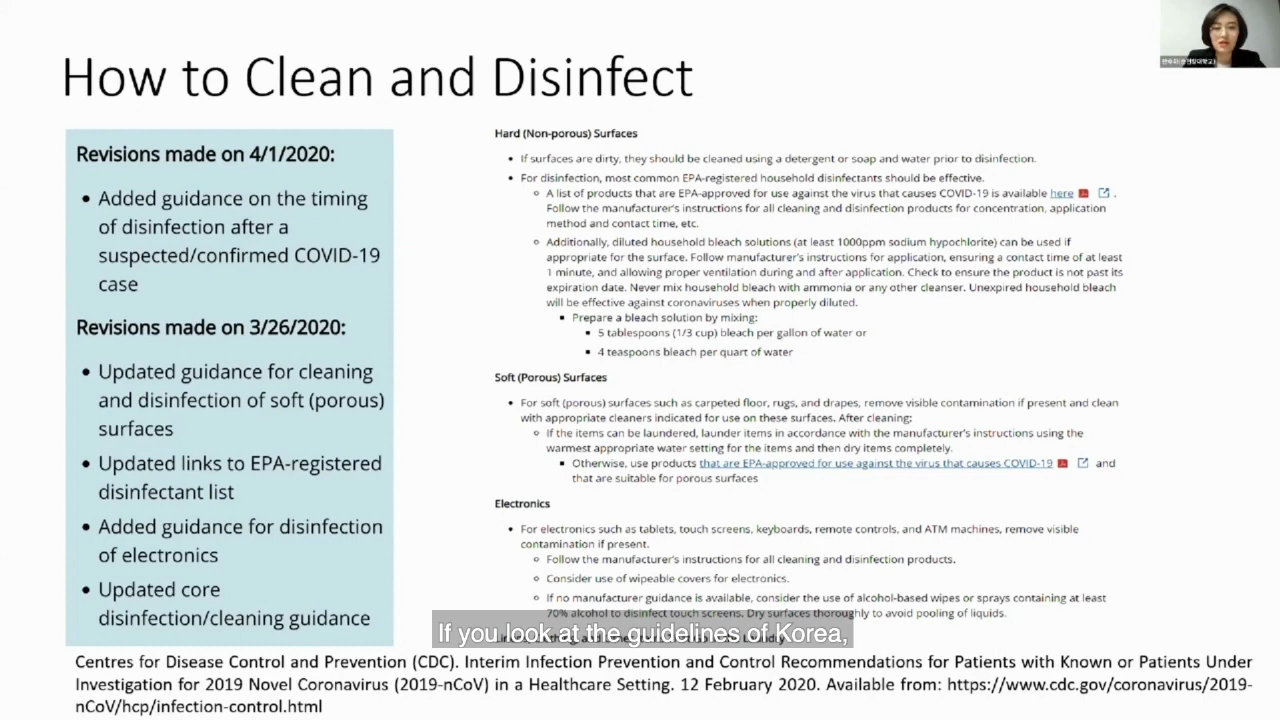 How to Clean and Disinfect
Revisions made on 4/1/2020:
• Added guidance on the timing
of disinfection after a
suspected/confirmed COVID-19
case
Revisions made on 3/26/2020:
• Updated guidance for cleaning
and disinfection of soft (porous)
surfaces
• Updated links to EPA-registered
disinfectant list
• Added guidance for disinfection
of electronics
• Updated core
disinfection/cleaning guidance
Hard (Non-porous) Surfaces
• If surfaces are dirty, they should be cleaned using a detergent or soap and water prior to disinfection.
• For disinfection, most common EPA-registered household disinfectants should be effective.
○ A list of products that are EPA-approved for use against the virus that causes COVID-19 is available here .
Follow the manufacturer's instructions for all cleaning and disinfection products for concentration, application
method and contact time, etc.
○ Additionally, diluted household bleach solutions (at least 1000ppm sodium hypochlorite) can be used if
appropriate for the surface. Follow manufacturer's instructions for application, ensuring a contact time of at least
1 minute, and allowing proper ventilation during and after application. Check to ensure the product is not past its
expiration date. Never mix household bleach with ammonia or any other cleanser. Unexpired household bleach
will be effective against coronaviruses when properly diluted.
▪ Prepare a bleach solution by mixing:
▪ 5 tablespoons (1/3 cup) bleach per gallon of water or
▪ 4 teaspoons bleach per quart of water
Soft (Porous) Surfaces
• For soft (porous) surfaces such as carpeted floor, rugs, and drapes, remove visible contamination if present and clean
with appropriate cleaners indicated for use on these surfaces. After cleaning:
○ If the items can be laundered, launder items in accordance with the manufacturer's instructions using the
warmest appropriate water setting for the items and then dry items completely.
▪ Otherwise, use products that are EPA-approved for use against the virus that causes COVID-19 and
that are suitable for porous surfaces
Electronics
• For electronics such as tablets, touch screens, keyboards, remote controls, and ATM machines, remove visible
contamination if present.
○ Follow the manufacturer's instructions for all cleaning and disinfection products.
○ Consider use of wipeable covers for electronics.
○ If no manufacturer guidance is available, consider the use of alcohol-based wipes or sprays containing at least
70% alcohol to disinfect touch screens. Dry surfaces thoroughly to avoid pooling of liquids.
If you look at the guidelines of Korea,
Centres for Disease Control and Prevention (CDC). Interim Infection Prevention and Control Recommendations for Patients with Known or Patients Under
Investigation for 2019 Novel Coronavirus (2019-nCoV) in a Healthcare Setting. 12 February 2020. Available from: https://www.cdc.gov/coronavirus/2019-
nCoV/hcp/infection-control.html